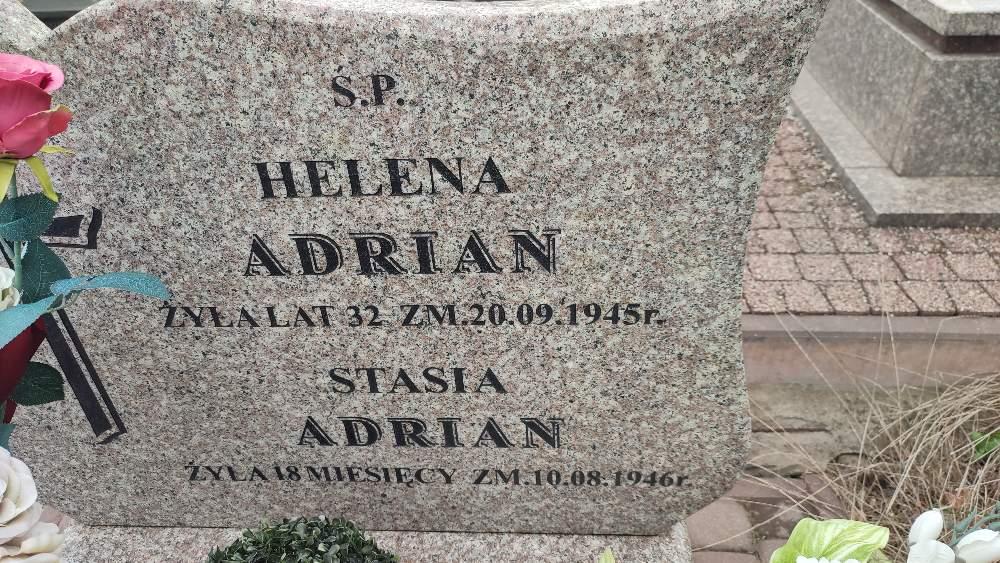 Ś.P.
HELENA
ADRIAN
ŻYŁA LAT 32 ZM.20.09.1945r.
STASIA
ADRIAN
ŻYŁA 18 MIESIĘCY ZM.10.08.1946r.